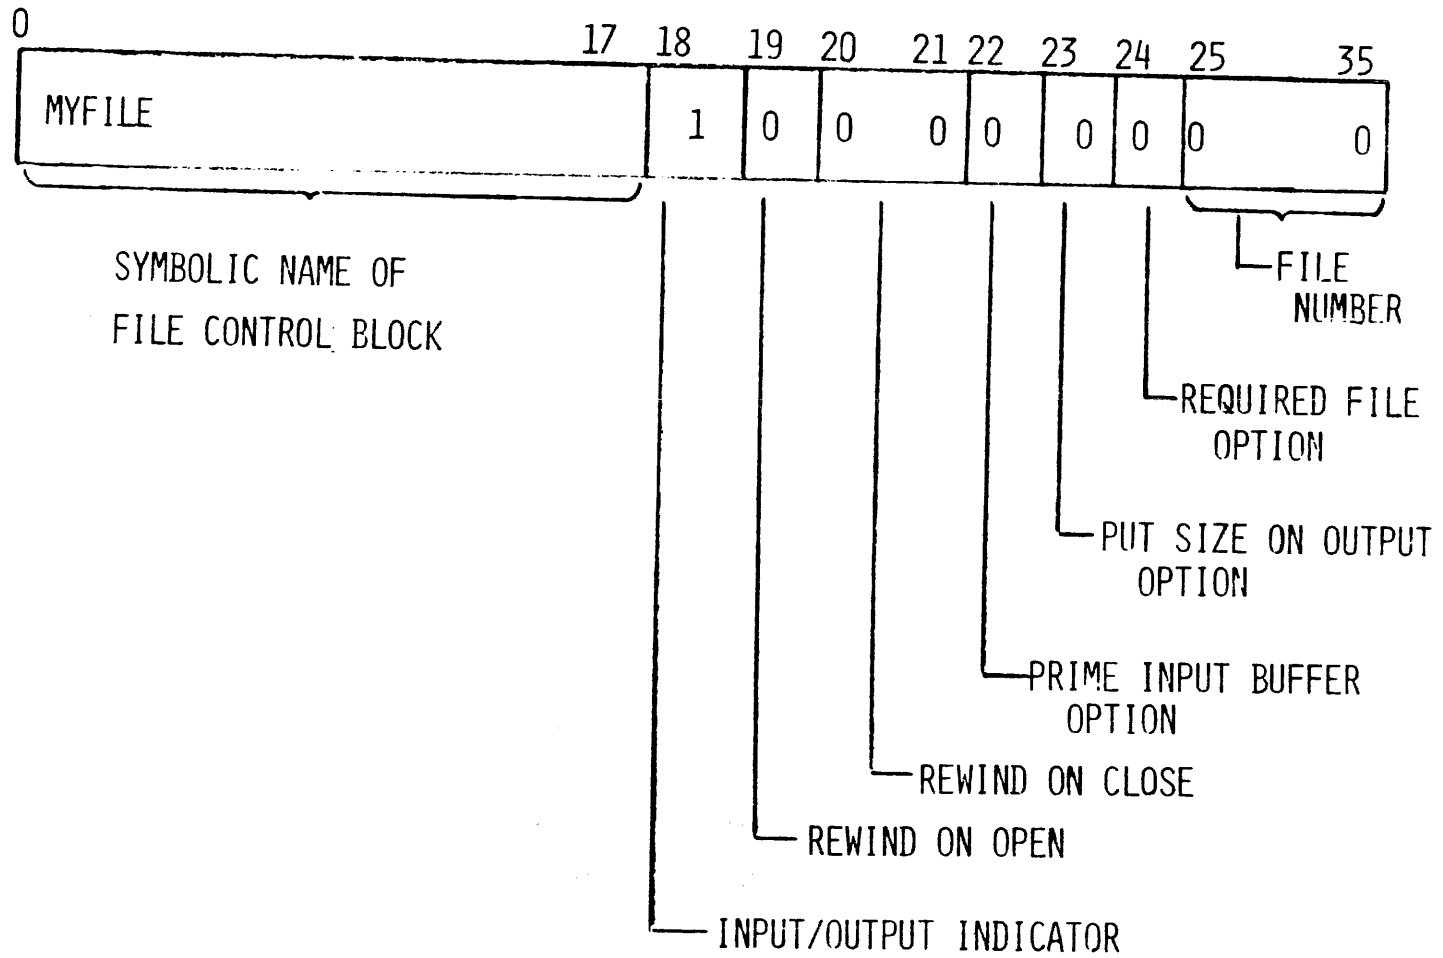 0 17 18 19 20 21 22 23 24 25 35
MYFILE 1 0 0 0 0 0 0 0 0
SYMBOLIC NAME OF
FILE CONTROL BLOCK
FILE
NUMBER
REQUIRED FILE
OPTION
PUT SIZE ON OUTPUT
OPTION
PRIME INPUT BUFFER
OPTION
REWIND ON CLOSE
REWIND ON OPEN
INPUT/OUTPUT INDICATOR